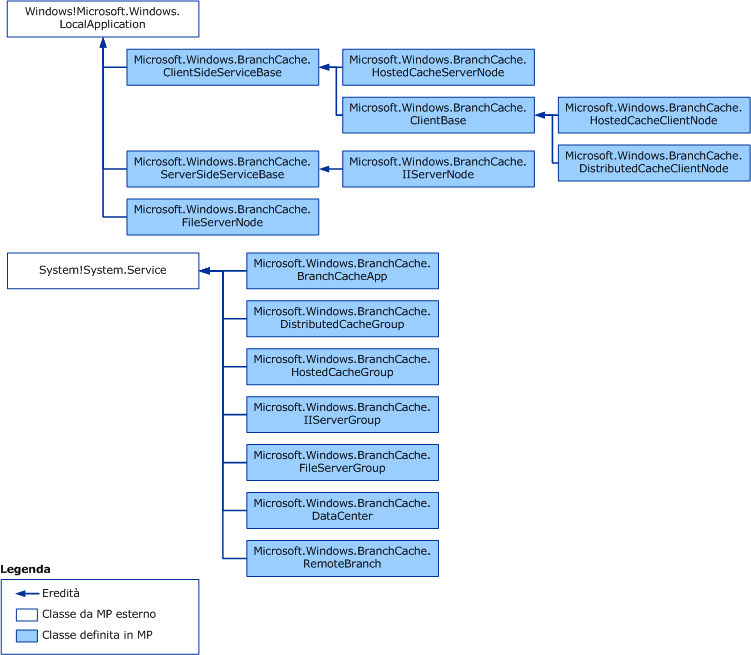 Windows!Microsoft.Windows.
LocalApplication
Microsoft.Windows.BranchCache.
ClientSideServiceBase
Microsoft.Windows.BranchCache.
HostedCacheServerNode
Microsoft.Windows.BranchCache.
ClientBase
Microsoft.Windows.BranchCache.
HostedCacheClientNode
Microsoft.Windows.BranchCache.
DistributedCacheClientNode
Microsoft.Windows.BranchCache.
ServerSideServiceBase
Microsoft.Windows.BranchCache.
IIServerNode
Microsoft.Windows.BranchCache.
FileServerNode
System!System.Service
Microsoft.Windows.BranchCache.
BranchCacheApp
Microsoft.Windows.BranchCache.
DistributedCacheGroup
Microsoft.Windows.BranchCache.
HostedCacheGroup
Microsoft.Windows.BranchCache.
IIServerGroup
Microsoft.Windows.BranchCache.
FileServerGroup
Microsoft.Windows.BranchCache.
DataCenter
Microsoft.Windows.BranchCache.
RemoteBranch
Legenda
Eredità
Classe da MP esterno
Classe definita in MP